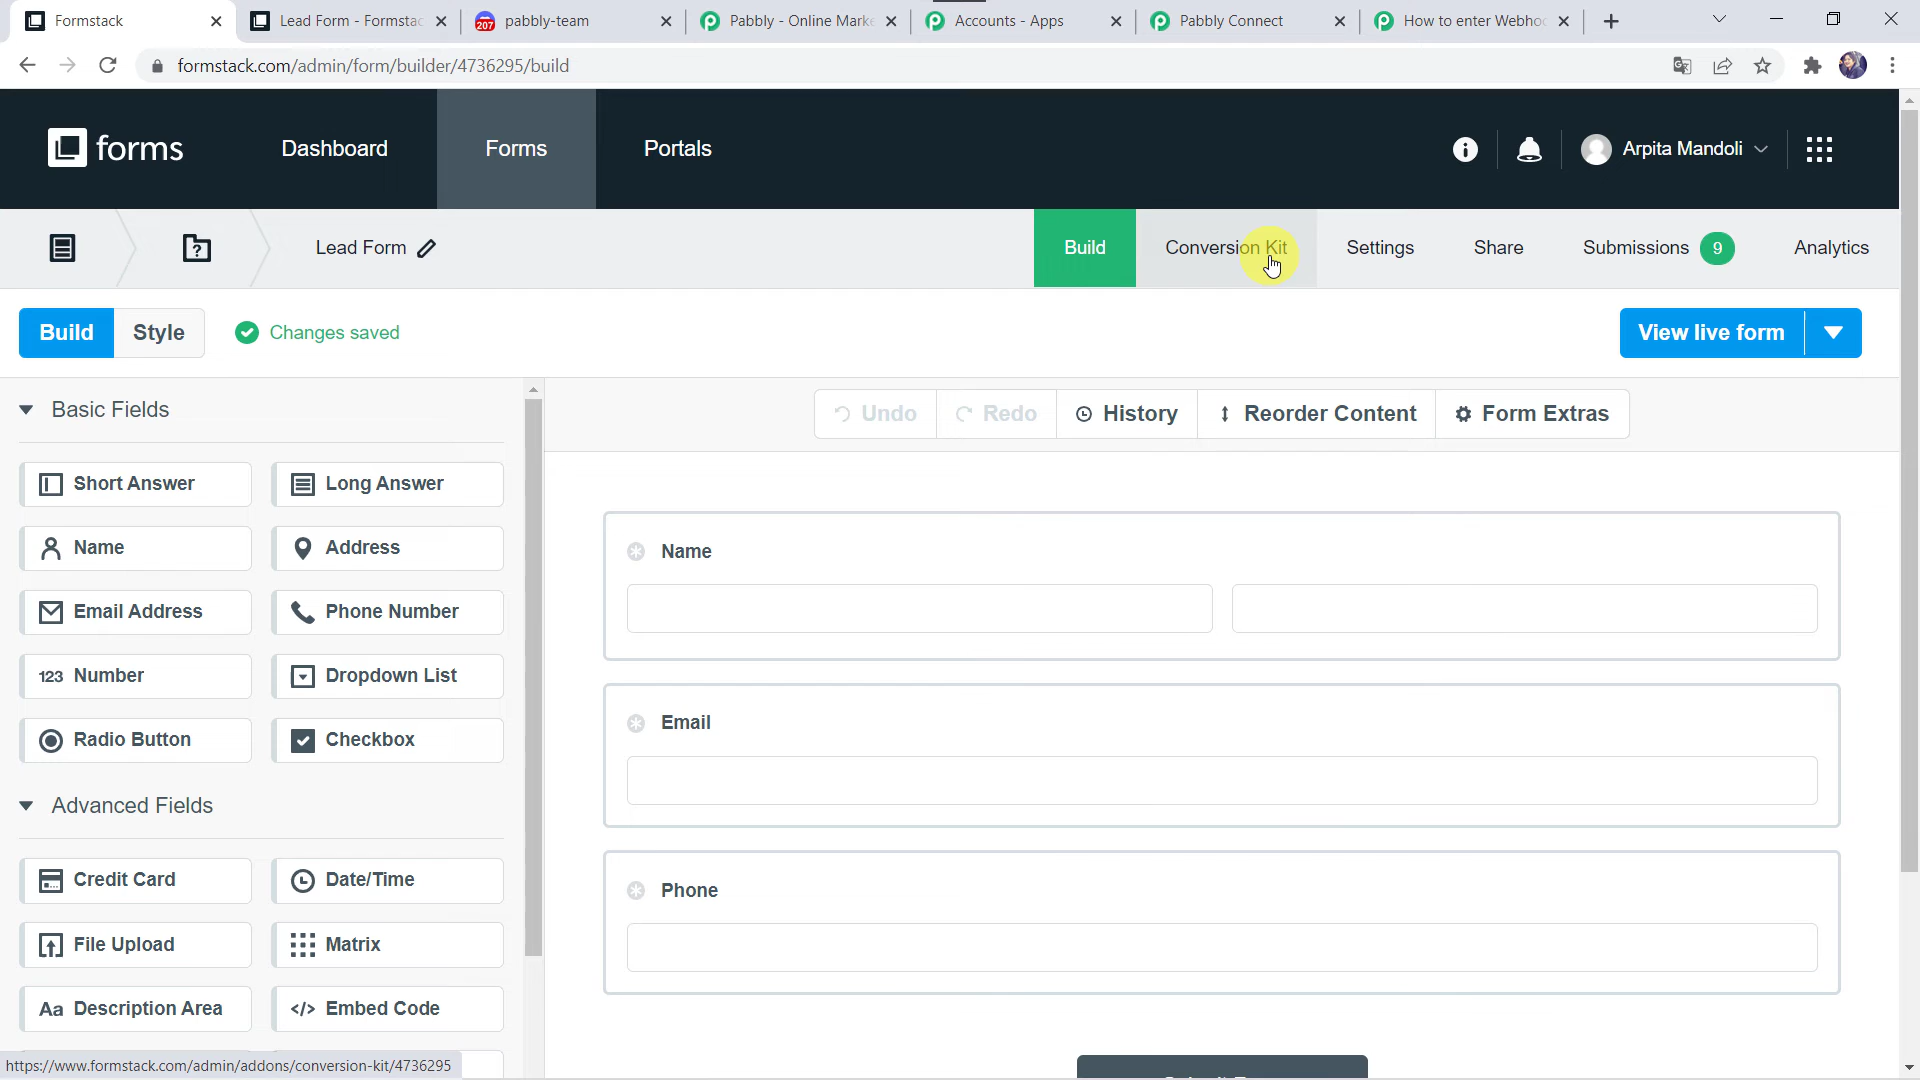 Formstack
Lead Form - Formstac
pabbly-team
207
Pabbly - Online Marke
Accounts - Apps
Pabbly Connect
How to enter Webhoo
formstack.com/admin/form/builder/4736295/build
forms
Dashboard
Forms
Portals
Arpita Mandoli
Lead Form
Build
Conversion Kit
Settings
Share
Submissions 9
Analytics
Build
Style
Changes saved
View live form
Basic Fields
Undo
Redo
History
Reorder Content
Form Extras
Short Answer
Long Answer
Name
Address
Email Address
Phone Number
123 Number
Dropdown List
Radio Button
Checkbox
Advanced Fields
Credit Card
Date/Time
File Upload
Matrix
Aa Description Area
</> Embed Code
Name
Email
Phone
https://www.formstack.com/admin/addons/conversion-kit/4736295